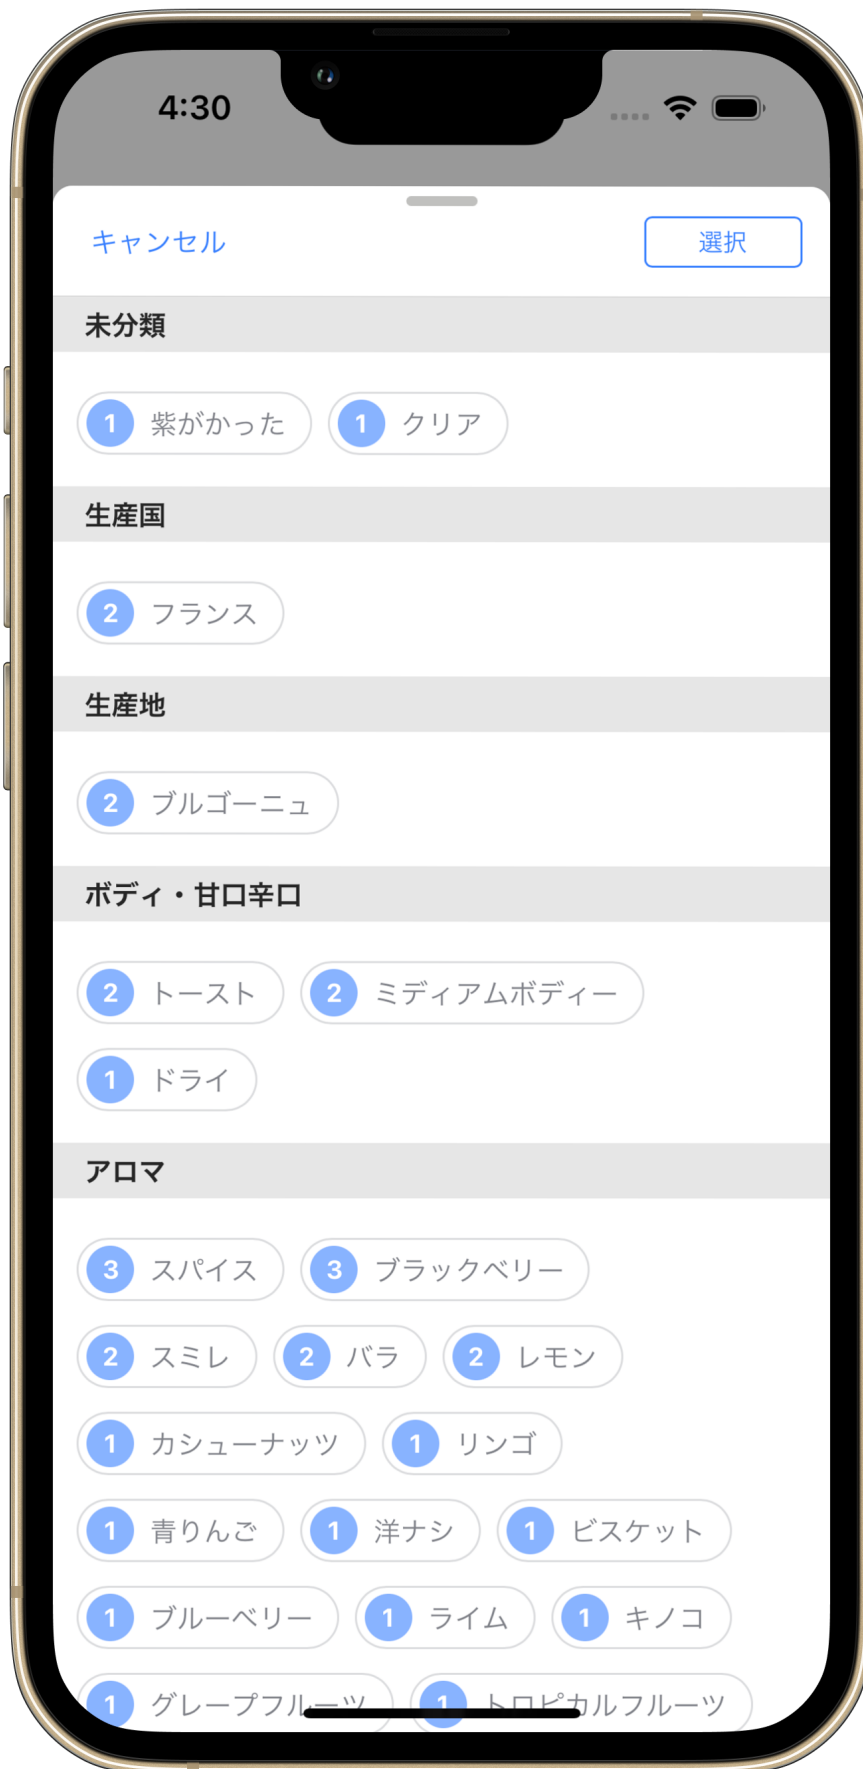 4:30
キャンセル 選択
未分類
1 紫がかった 1 クリア
生産国
2 フランス
生産地
2 ブルゴーニュ
ボディ・甘口辛口
2 トースト 2 ミディアムボディー
1 ドライ
アロマ
3 スパイス 3 ブラックベリー
2 スミレ 2 バラ 2 レモン
1 カシューナッツ 1 リンゴ
1 青りんご 1 洋ナシ 1 ビスケット
1 ブルーベリー 1 ライム 1 キノコ
1 グレープフルーツ 1 トロピカルフルーツ